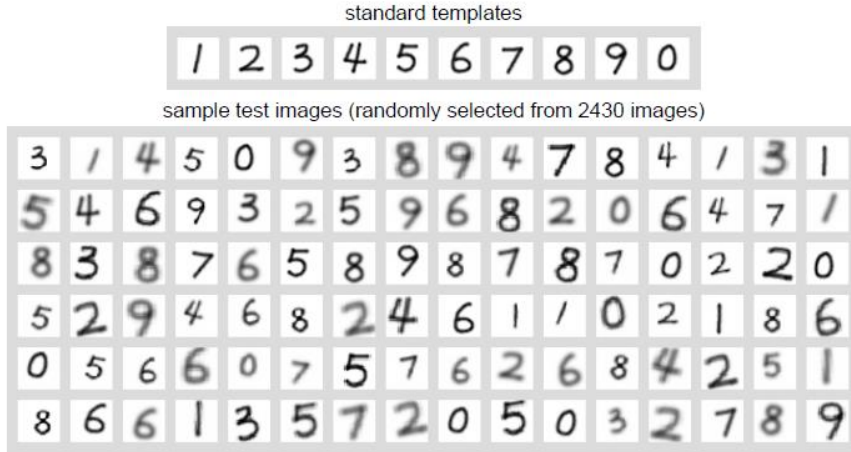 standard templates
1 2 3 4 5 6 7 8 9 0
sample test images (randomly selected from 2430 images)
3 1 4 5 0 9 3 8 9 4 7 8 4 1 3 1
5 4 6 9 3 2 5 9 6 8 2 0 6 4 7 1
8 3 8 7 6 5 8 9 8 7 8 7 0 2 2 0
5 2 9 4 6 8 2 4 6 1 1 0 2 1 8 6
0 5 6 6 0 7 5 7 6 2 6 8 4 2 5 1
8 6 6 1 3 5 7 2 0 5 0 3 2 7 8 9